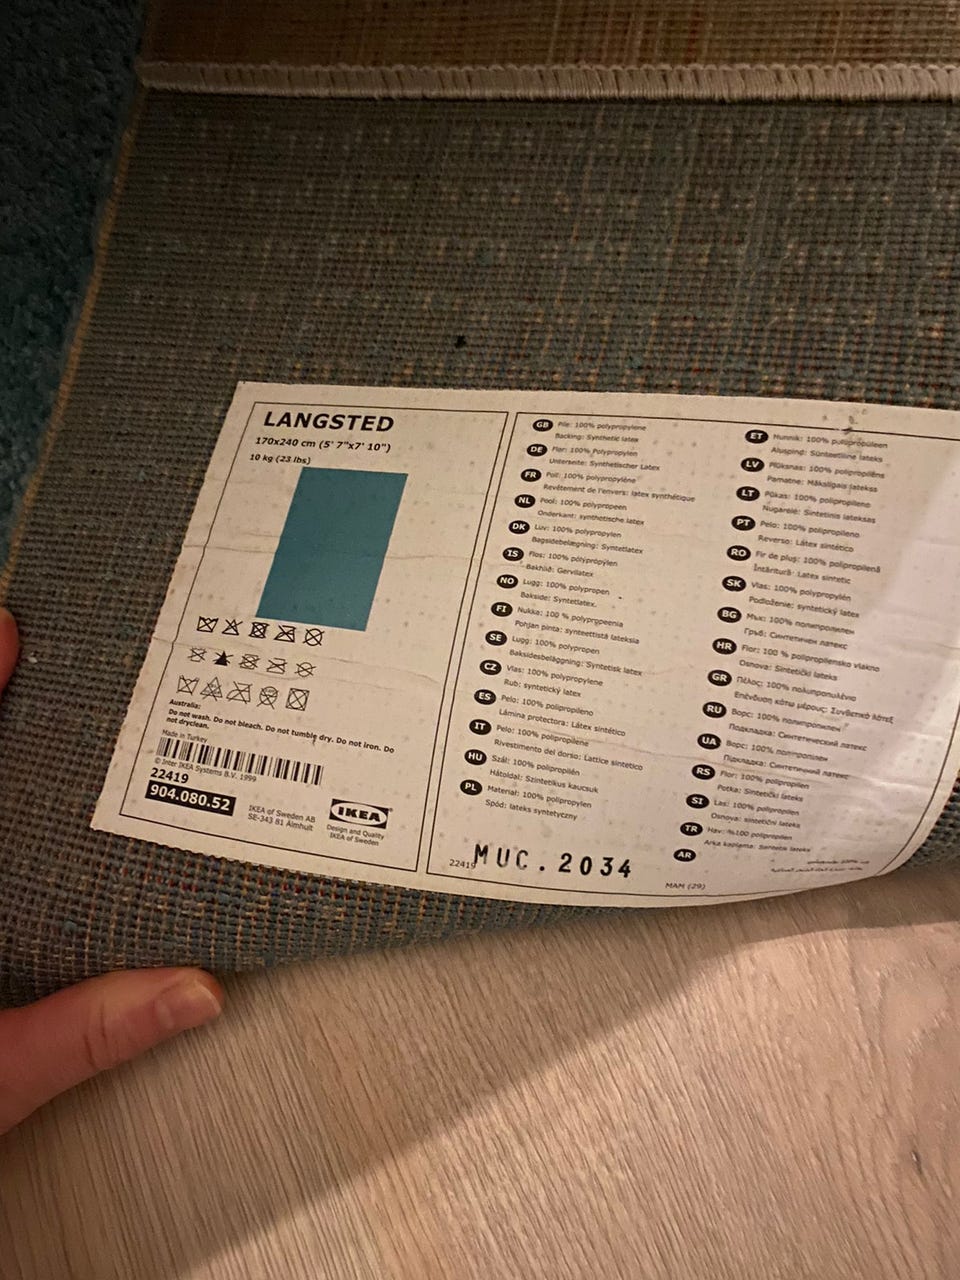 LANGSTED
170x240 cm (5' 7"x7' 10")
10 kg (23 lbs)
Australia:
Do not wash. Do not bleach. Do not tumble dry. Do not iron. Do
not dryclean.
Made in Turkey
© Inter IKEA Systems B.V. 1999
22419
904.080.52
IKEA of Sweden AB
SE-343 81 Älmhult
IKEA
Design and Quality
IKEA of Sweden
GB Pile: 100% polypropylene
Backing: Synthetic latex
DE Flor: 100% Polypropylen
Unterseite: Synthetischer Latex
FR Poil: 100% polypropylène
Revêtement de l'envers: latex synthétique
NL Pool: 100% polypropeen
Onderkant: synthetische latex
DK Luv: 100% polypropylen
Bagsidebelægning: Syntetlatex
IS Flos: 100% pólýprópýlen
Bakhlið: Gervilatex
NO Lugg: 100% polypropen
Bakside: Syntetlatex.
FI Nukka: 100 % polypropeenia
Pohjan pinta: synteettistä lateksia
SE Lugg: 100% polypropen
Baksidesbeläggning: Syntetisk latex
CZ Vlas: 100% polypropylene
Rub: syntetický latex
ES Pelo: 100% polipropileno
Lámina protectora: Látex sintético
IT Pelo: 100% polipropilene
Rivestimento del dorso: Lattice sintetico
HU Szál: 100% polipropilén
Hátoldal: Szintetikus kaucsuk
PL Materiał: 100% polipropylen
Spód: lateks syntetyczny
22419 MUC.2034
ET Hunnik: 100% polüpropüleen
Aluspind: Sünteetiline lateks
LV Plūksnas: 100% polipropilēns
Pamatne: Mākslīgais latekss
LT Pūkas: 100% polipropileno
Nugarėlė: Sintetinis lateksas
PT Pelo: 100% polipropileno
Reverso: Látex sintético
RO Fir de pluş: 100% polipropilenă
Întăritură: Latex sintetic
SK Vlas: 100% polypropylén
Podloženie: syntetický latex
BG Мъх: 100% полипропилен
Гръб: Синтетичен латекс
HR Flor: 100 % polipropilensko vlakno
Osnova: Sintetički lateks
GR Πέλος: 100% πολυπροπυλένιο
Επένδυση κάτω μέρους: Συνθετικό λάτεξ
RU Ворс: 100% полипропилен
Подкладка: Синтетический латекс
UA Ворс: 100% поліпропілен
Підкладка: Синтетичний латекс
RS Flor: 100% polipropilen
Potka: Sintetički lateks
SI Las: 100% polipropilen
Osnova: sintetični lateks
TR Hav: %100 polipropilen
Arka kaplama: Sentetik lateks
AR
MAM (29)